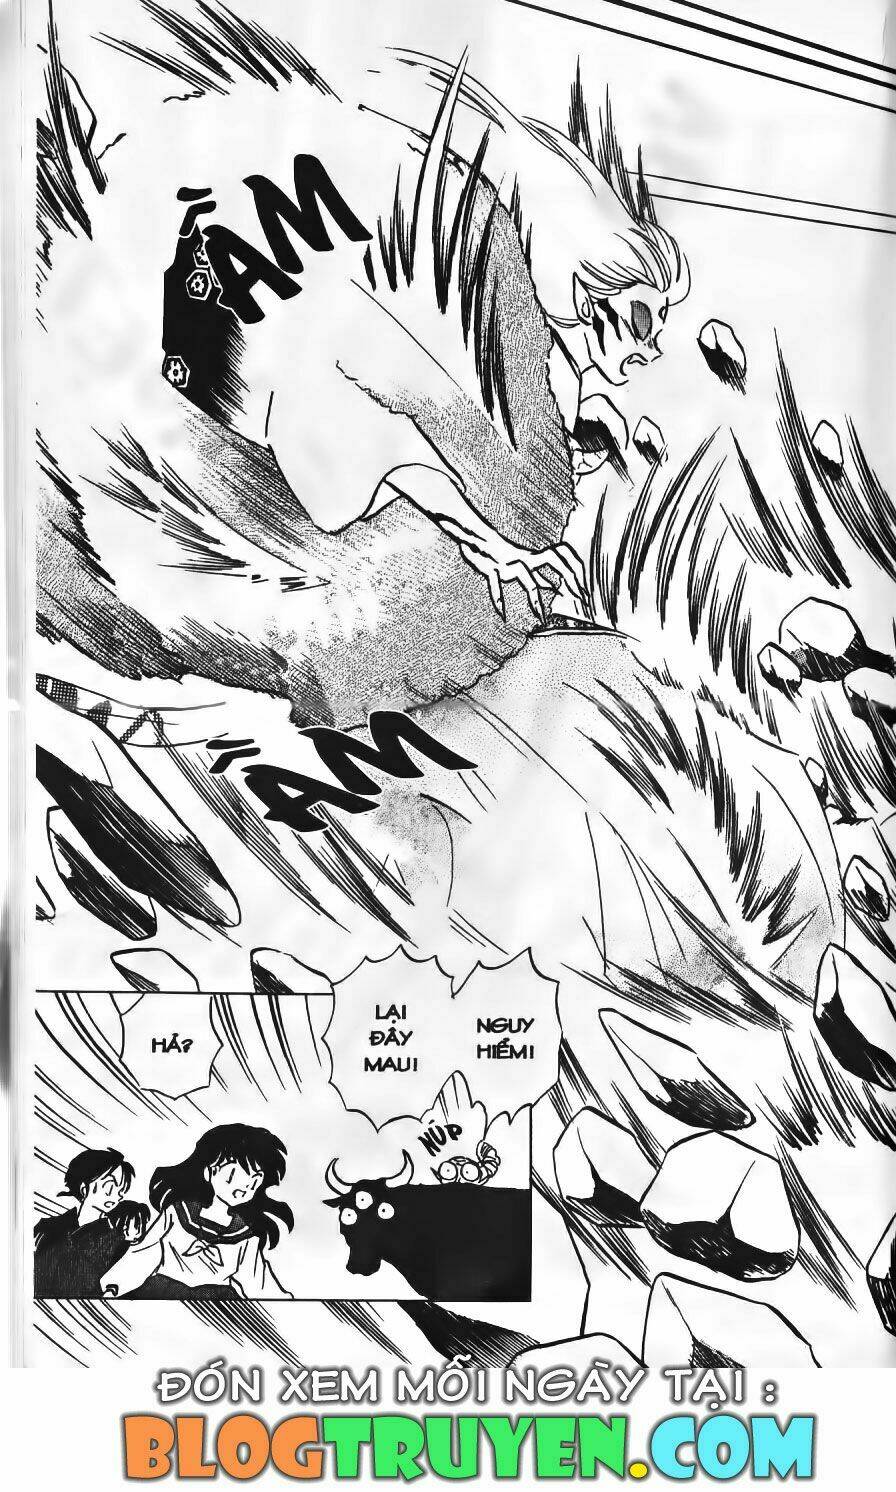 ẦM
ẦM
NGUY
HIỂM!
LẠI
ĐÂY
MAU!
HẢ?
NÚP
ĐÓN XEM MỖI NGÀY TẠI :
BLOGTRUYEN.COM